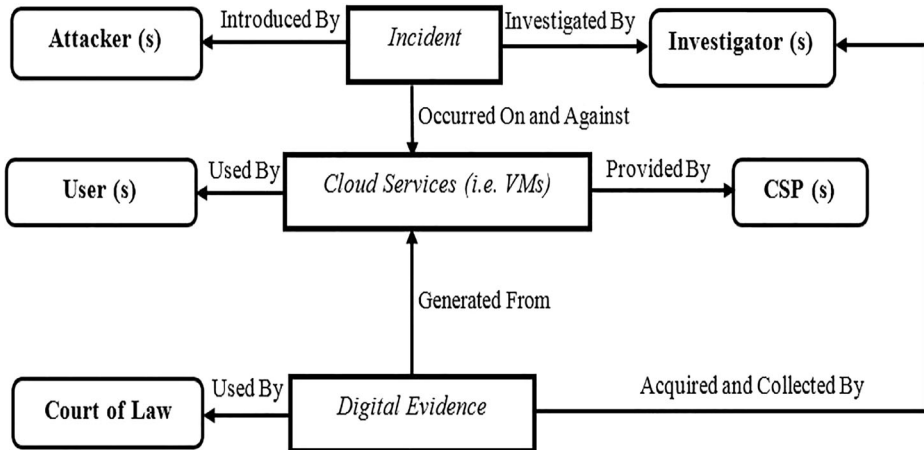 Introduced By
Investigated By
Attacker (s)
Incident
Investigator (s)
Occurred On and Against
Used By
Provided By
User (s)
Cloud Services (i.e. VMs)
CSP (s)
Generated From
Used By
Acquired and Collected By
Court of Law
Digital Evidence